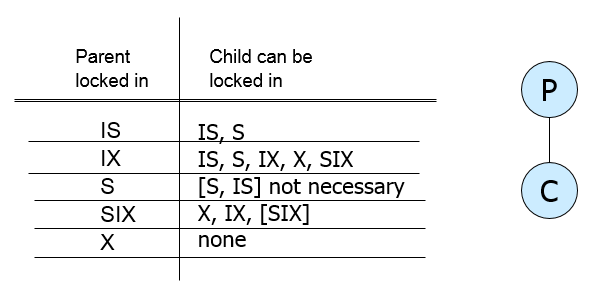 Parent locked in
Child can be locked in
IS
IS, S
IX
IS, S, IX, X, SIX
S
[S, IS] not necessary
SIX
X, IX, [SIX]
X
none
P
C